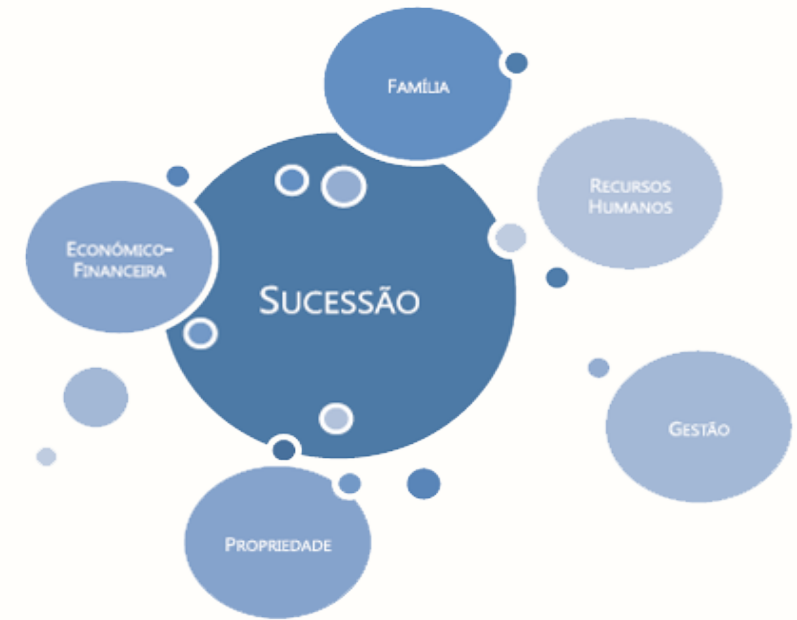 FAMÍLIA
RECURSOS
HUMANOS
ECONÓMICO-
FINANCEIRA
SUCESSÃO
GESTÃO
PROPRIEDADE